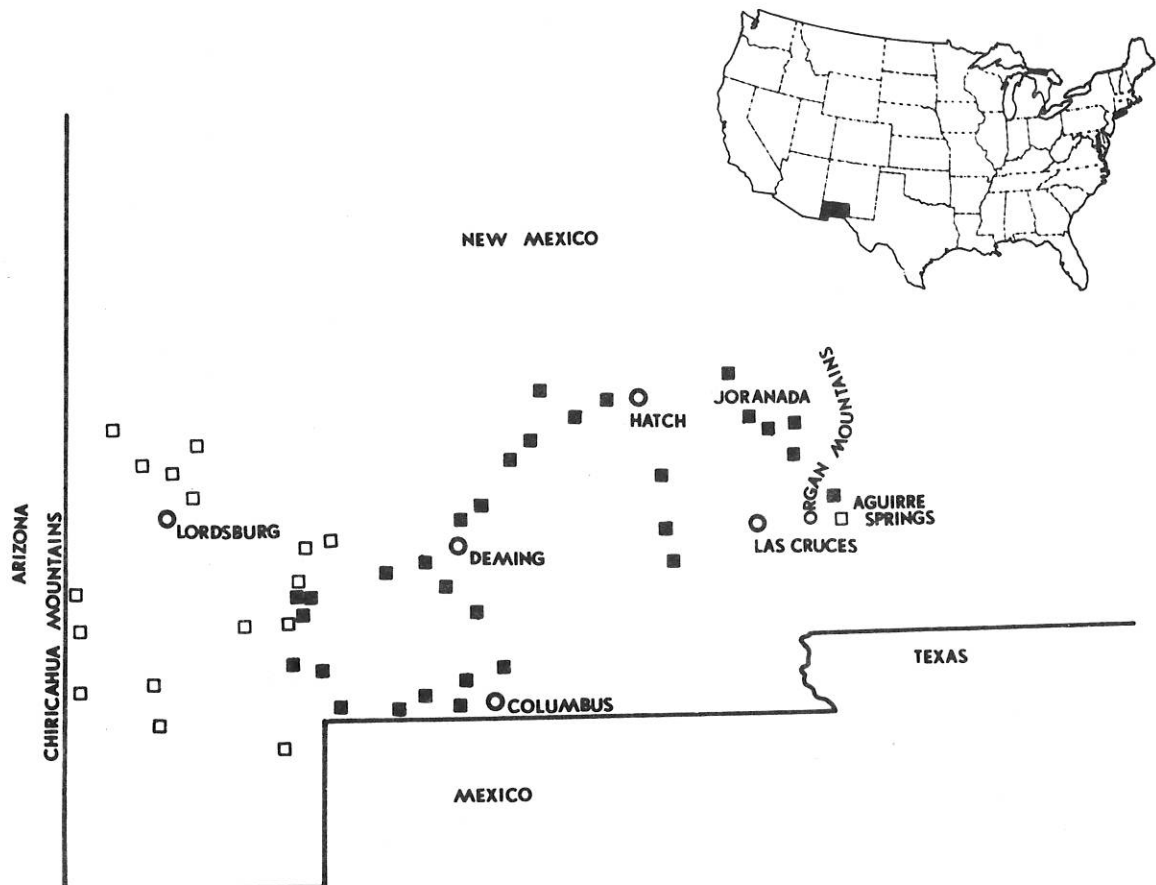 NEW MEXICO
ORGAN MOUNTAINS
JORANADA
HATCH
AGUIRRE
SPRINGS
LORDSBURG
DEMING
LAS CRUCES
ARIZONA
CHIRICAHUA MOUNTAINS
TEXAS
COLUMBUS
MEXICO